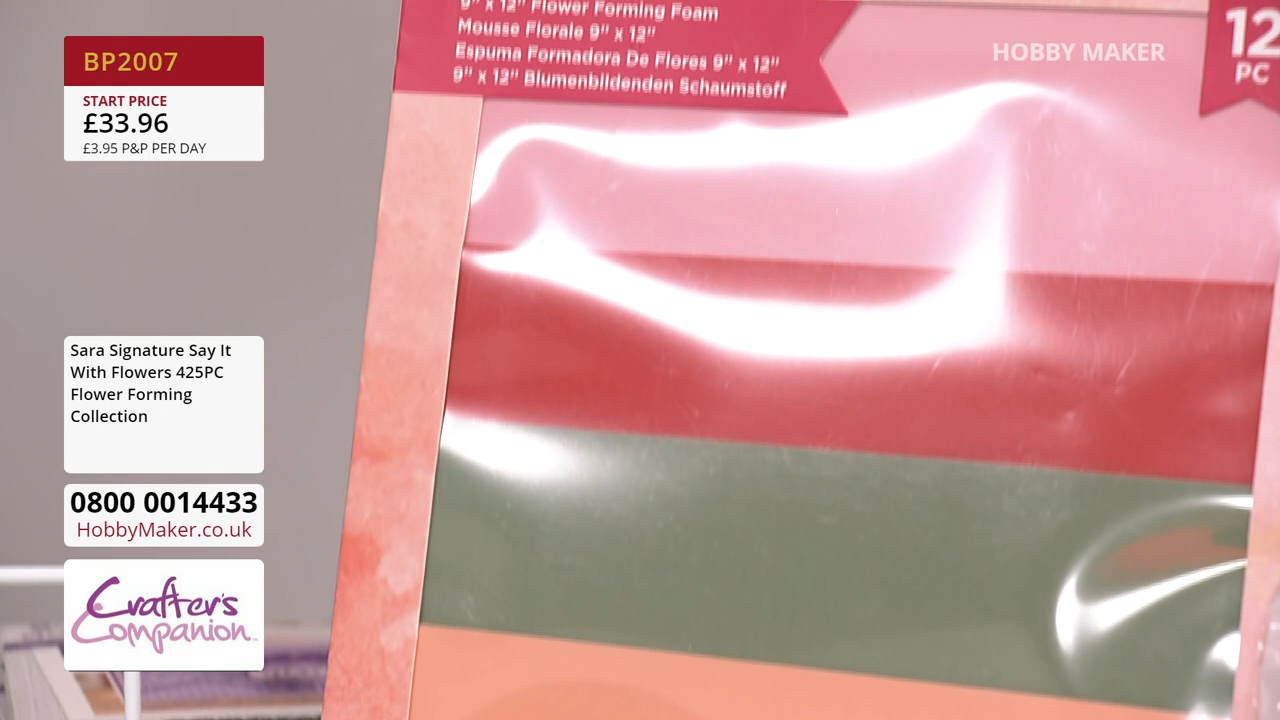 BP2007
START PRICE
£33.96
£3.95 P&P PER DAY
Sara Signature Say It
With Flowers 425PC
Flower Forming
Collection
0800 0014433
HobbyMaker.co.uk
Crafter's
Companion
9" x 12" Flower Forming Foam
Mousse Florale 9" x 12"
Espuma Formadora De Flores 9" x 12"
9" x 12" Blumenbildenden Schaumstoff
HOBBY MAKER
12
PC